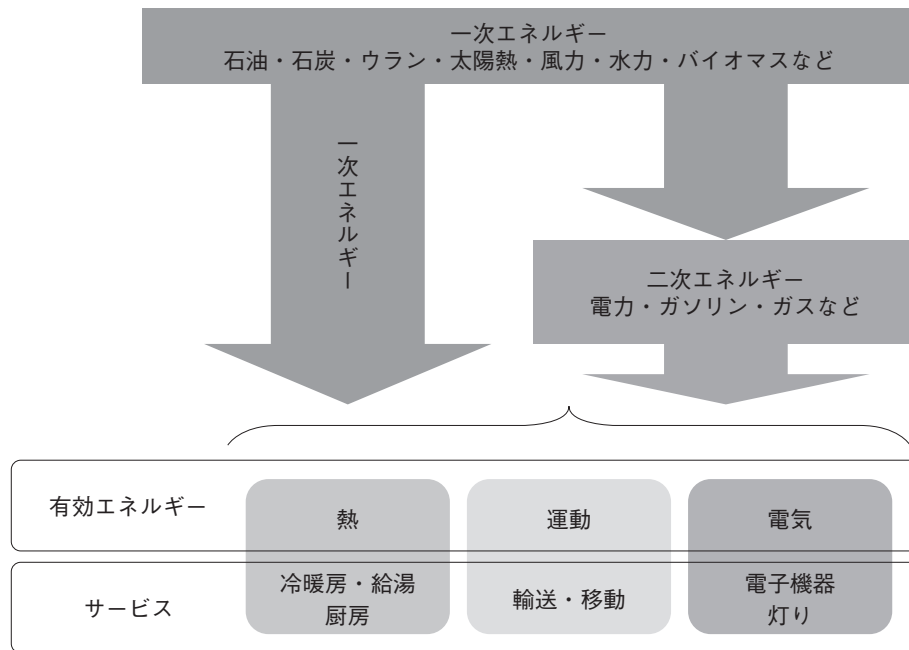 一次エネルギー
石油・石炭・ウラン・太陽熱・風力・水力・バイオマスなど
一次エネルギー
二次エネルギー
電力・ガソリン・ガスなど
有効エネルギー
熱
運動
電気
サービス
冷暖房・給湯
厨房
輸送・移動
電子機器
灯り